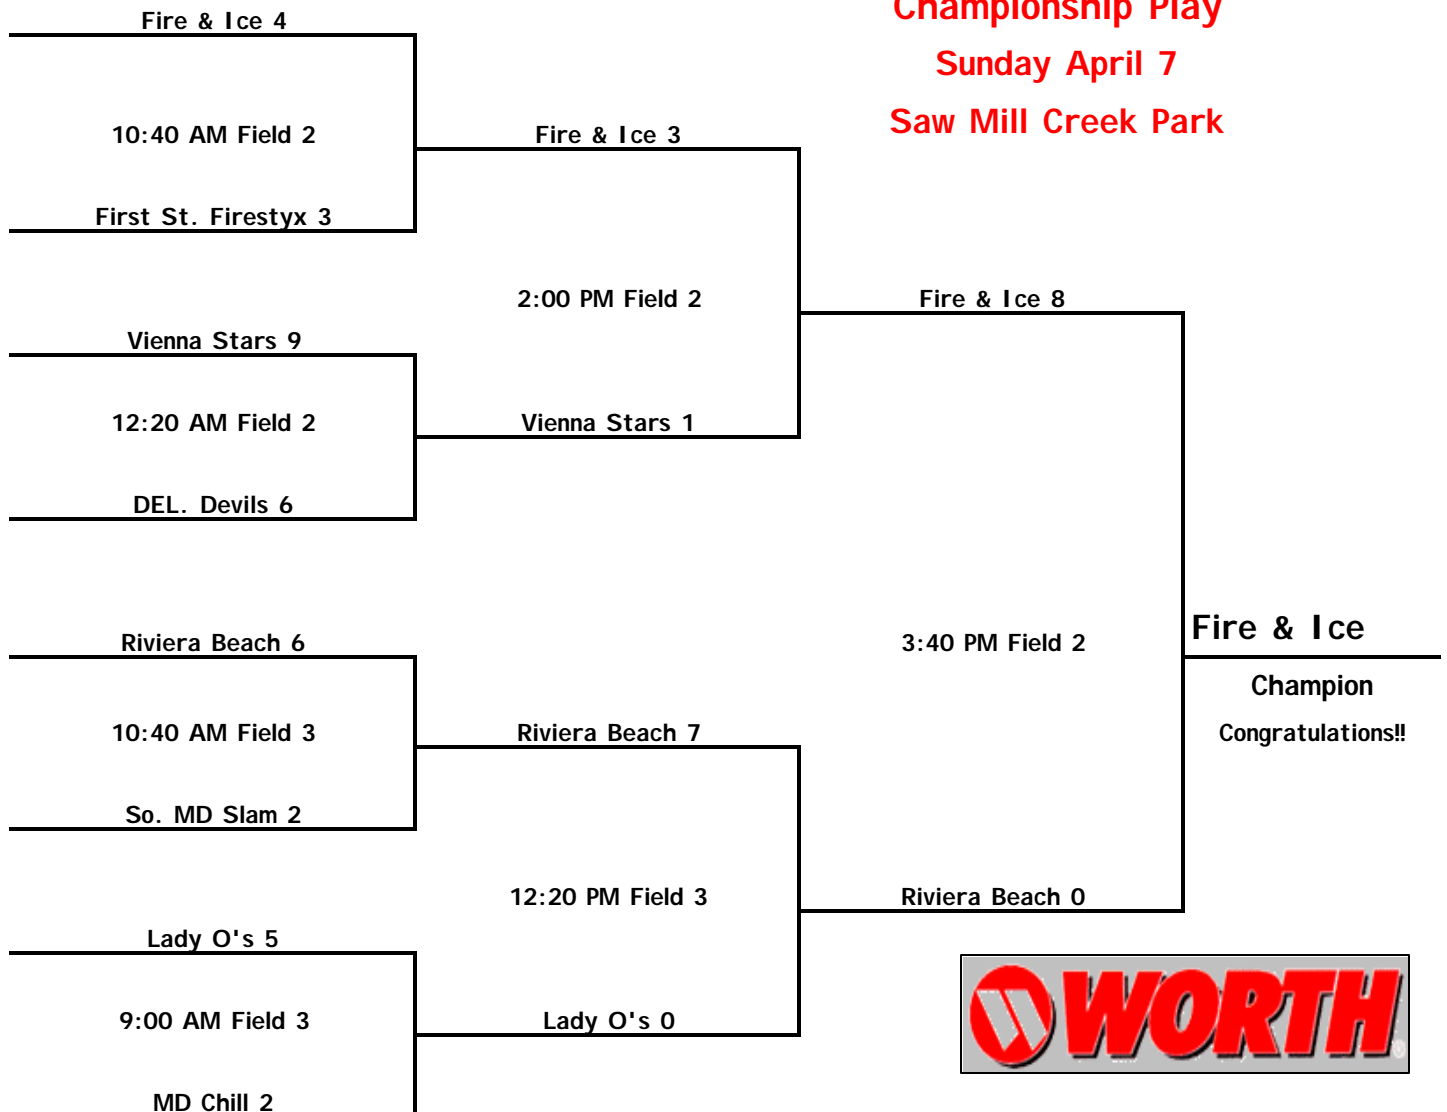 Championship Play
Sunday April 7
Saw Mill Creek Park
Fire & Ice 4
10:40 AM Field 2
First St. Firestyx 3
Vienna Stars 9
12:20 AM Field 2
DEL. Devils 6
Riviera Beach 6
10:40 AM Field 3
So. MD Slam 2
Lady O's 5
9:00 AM Field 3
MD Chill 2
Fire & Ice 3
2:00 PM Field 2
Vienna Stars 1
Riviera Beach 7
12:20 PM Field 3
Lady O's 0
Fire & Ice 8
3:40 PM Field 2
Riviera Beach 0
Fire & Ice
Champion
Congratulations!!
WORTH